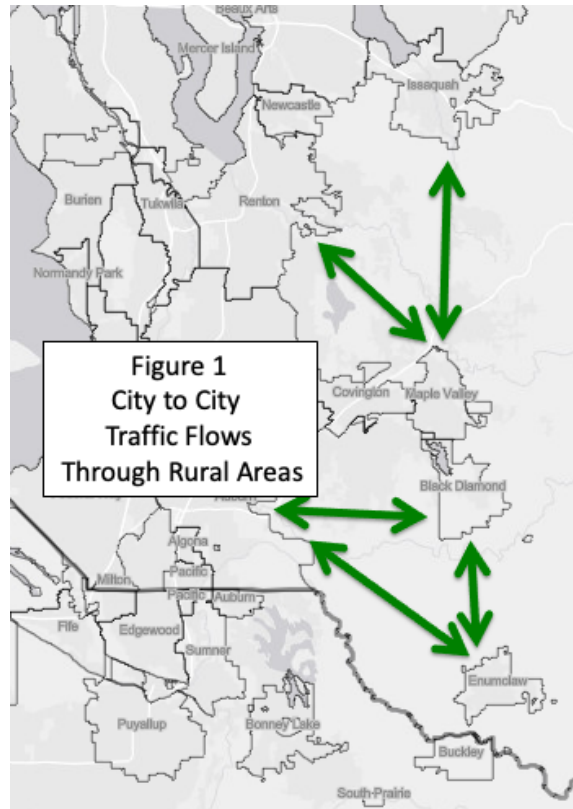 Beaux Arts
Mercer Island
Issaquah
Newcastle
Burien
Tukwila
Renton
Normandy Park
Figure 1
City to City
Traffic Flows
Through Rural Areas
Covington
Maple Valley
Black Diamond
Auburn
Algona
Milton
Pacific
Pacific
Auburn
Fife
Edgewood
Sumner
Enumclaw
Puyallup
Bonney Lake
Buckley
South-Prairie